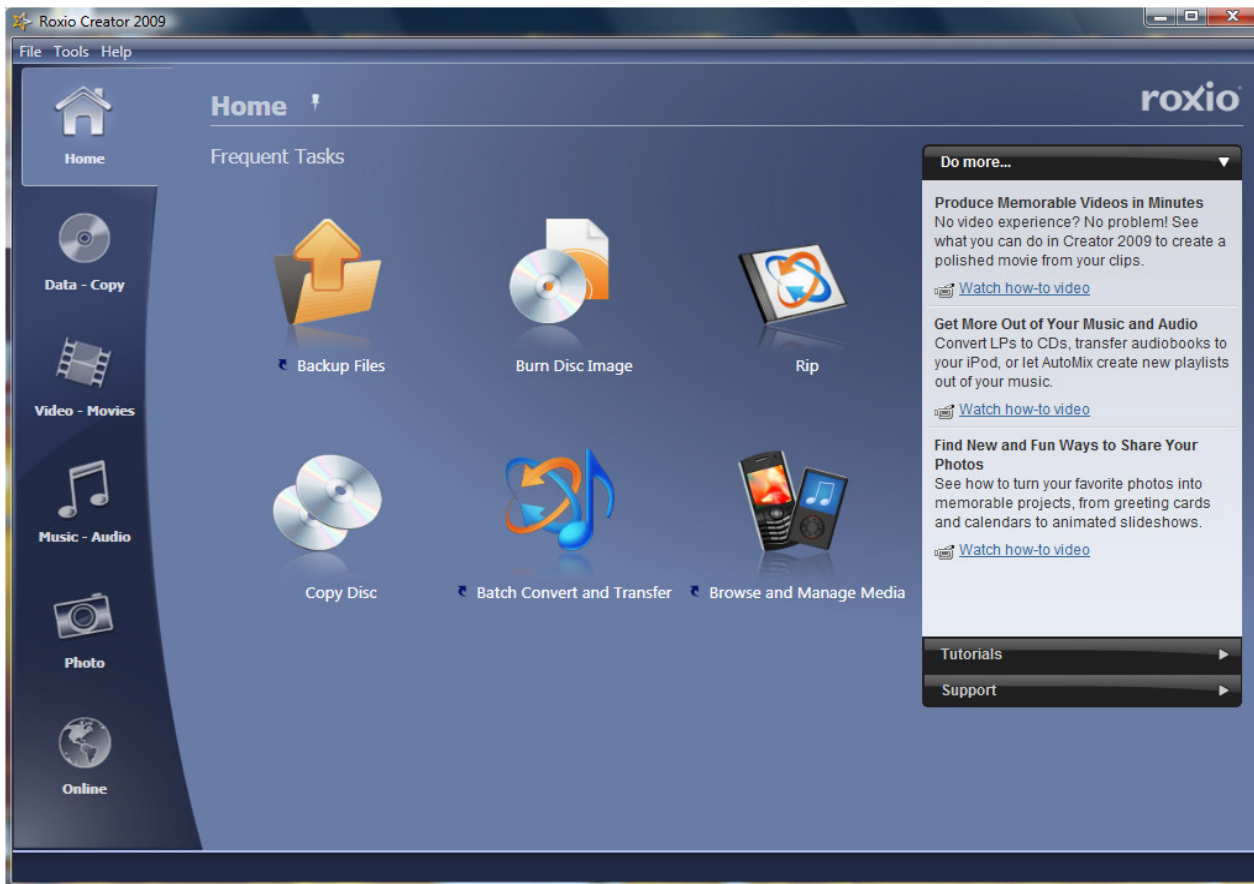 Roxio Creator 2009
File Tools Help
Home
roxio
Home
Frequent Tasks
Data - Copy
Video - Movies
Music - Audio
Photo
Online
Backup Files
Burn Disc Image
Rip
Copy Disc
Batch Convert and Transfer
Browse and Manage Media
Do more...
Produce Memorable Videos in Minutes
No video experience? No problem! See
what you can do in Creator 2009 to create a
polished movie from your clips.
Watch how-to video
Get More Out of Your Music and Audio
Convert LPs to CDs, transfer audiobooks to
your iPod, or let AutoMix create new playlists
out of your music.
Watch how-to video
Find New and Fun Ways to Share Your
Photos
See how to turn your favorite photos into
memorable projects, from greeting cards
and calendars to animated slideshows.
Watch how-to video
Tutorials
Support